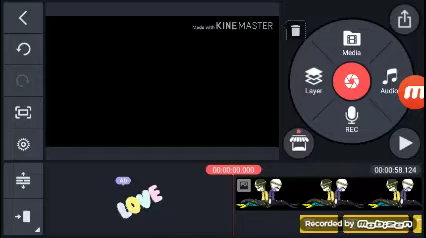 Made with KINEMASTER
Media
Layer
Audio
REC
00:00:00.000
00:00:58.124
AD
LOVE
Recorded by Mobizen